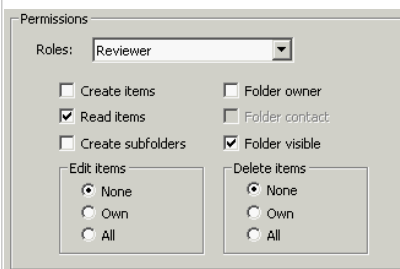 Permissions
Roles: Reviewer
Create items Folder owner
Read items Folder contact
Create subfolders Folder visible
Edit items Delete items
None None
Own Own
All All